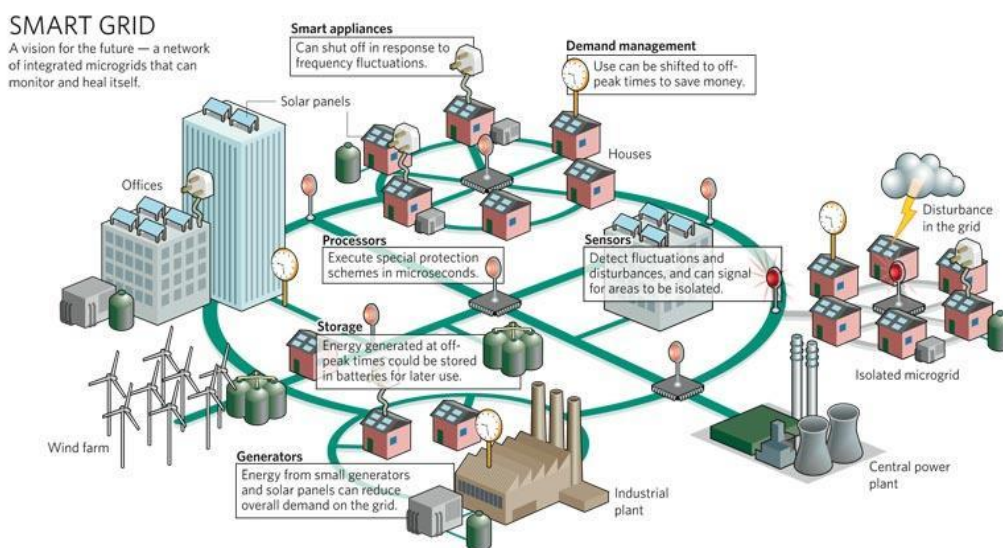 SMART GRID
A vision for the future — a network
of integrated microgrids that can
monitor and heal itself.
Smart appliances
Can shut off in response to
frequency fluctuations.
Demand management
Use can be shifted to off-
peak times to save money.
Solar panels
Houses
Offices
Disturbance
in the grid
Processors
Execute special protection
schemes in microseconds.
Sensors
Detect fluctuations and
disturbances, and can signal
for areas to be isolated.
Storage
Energy generated at off-
peak times could be stored
in batteries for later use.
Isolated microgrid
Wind farm
Generators
Energy from small generators
and solar panels can reduce
overall demand on the grid.
Industrial
plant
Central power
plant